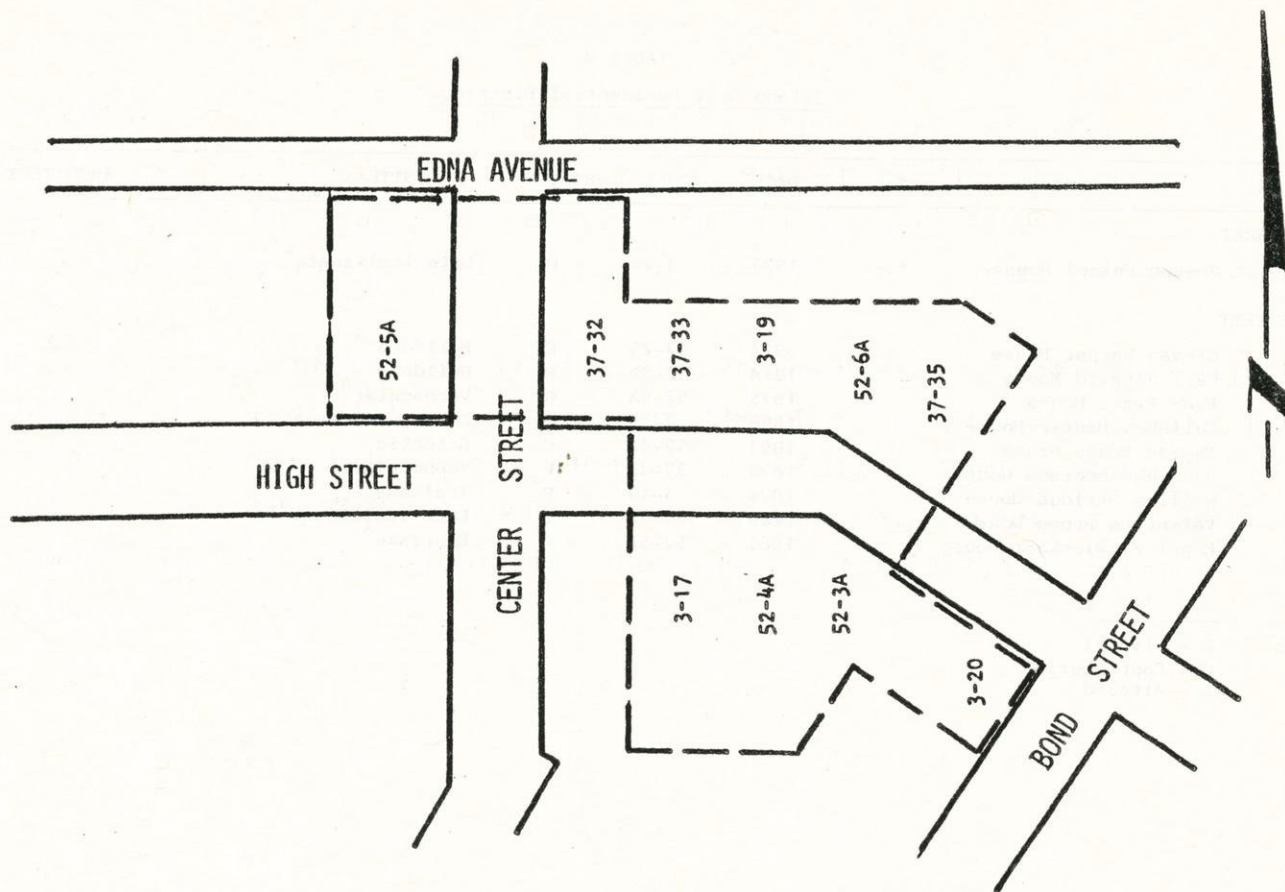 EDNA AVENUE
52-5A
37-32
37-33
3-19
52-6A
37-35
HIGH STREET
CENTER STREET
3-17
52-4A
52-3A
3-20
BOND STREET